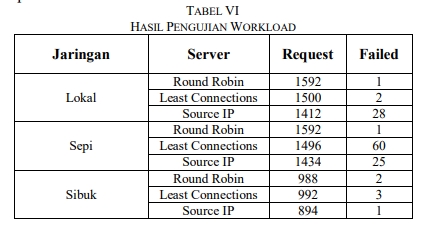 TABEL VI
HASIL PENGUJIAN WORKLOAD
Jaringan Server Request Failed
Lokal Round Robin 1592 1
Least Connections 1500 2
Source IP 1412 28
Sepi Round Robin 1592 1
Least Connections 1496 60
Source IP 1434 25
Sibuk Round Robin 988 2
Least Connections 992 3
Source IP 894 1